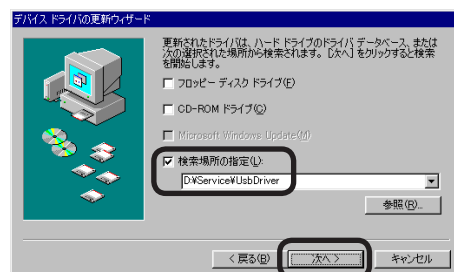 デバイス ドライバの更新ウィザード
更新されたドライバは、ハード ドライブのドライバ データベース、または
次の選択された場所から検索されます。[次へ] をクリックすると検索
を開始します。
フロッピー ディスク ドライブ(F)
CD-ROM ドライブ(C)
Microsoft Windows Update(M)
検索場所の指定(L):
D:¥Service¥UsbDriver
参照(R)...
< 戻る(B)
次へ >
キャンセル